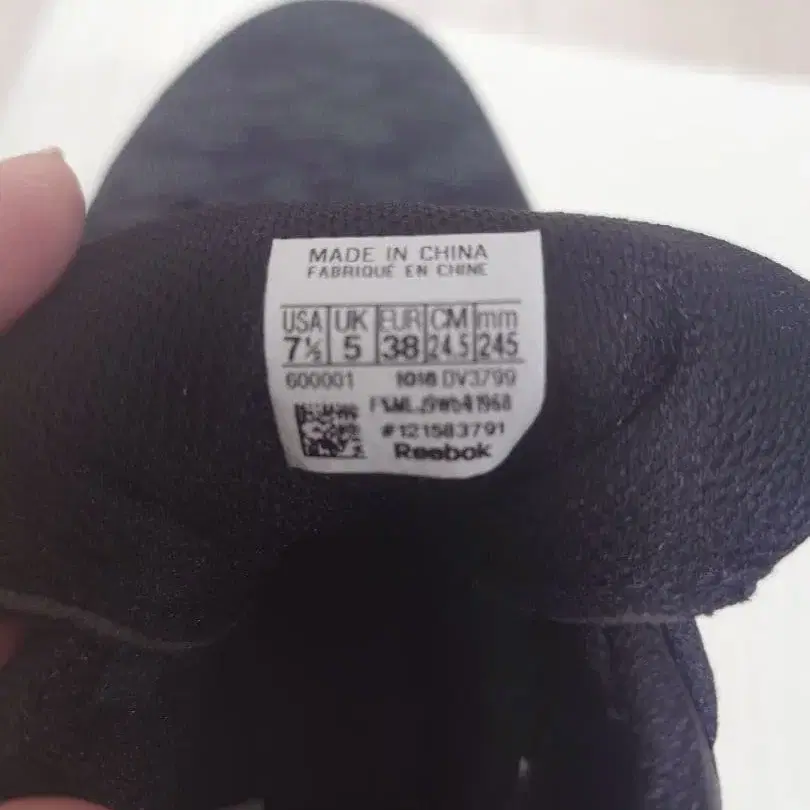 MADE IN CHINA
FABRIQUÉ EN CHINE
USA UK EUR CM mm
7½ 5 38 24.5 245
600001 1018 DV3799
#121583791
Reebok